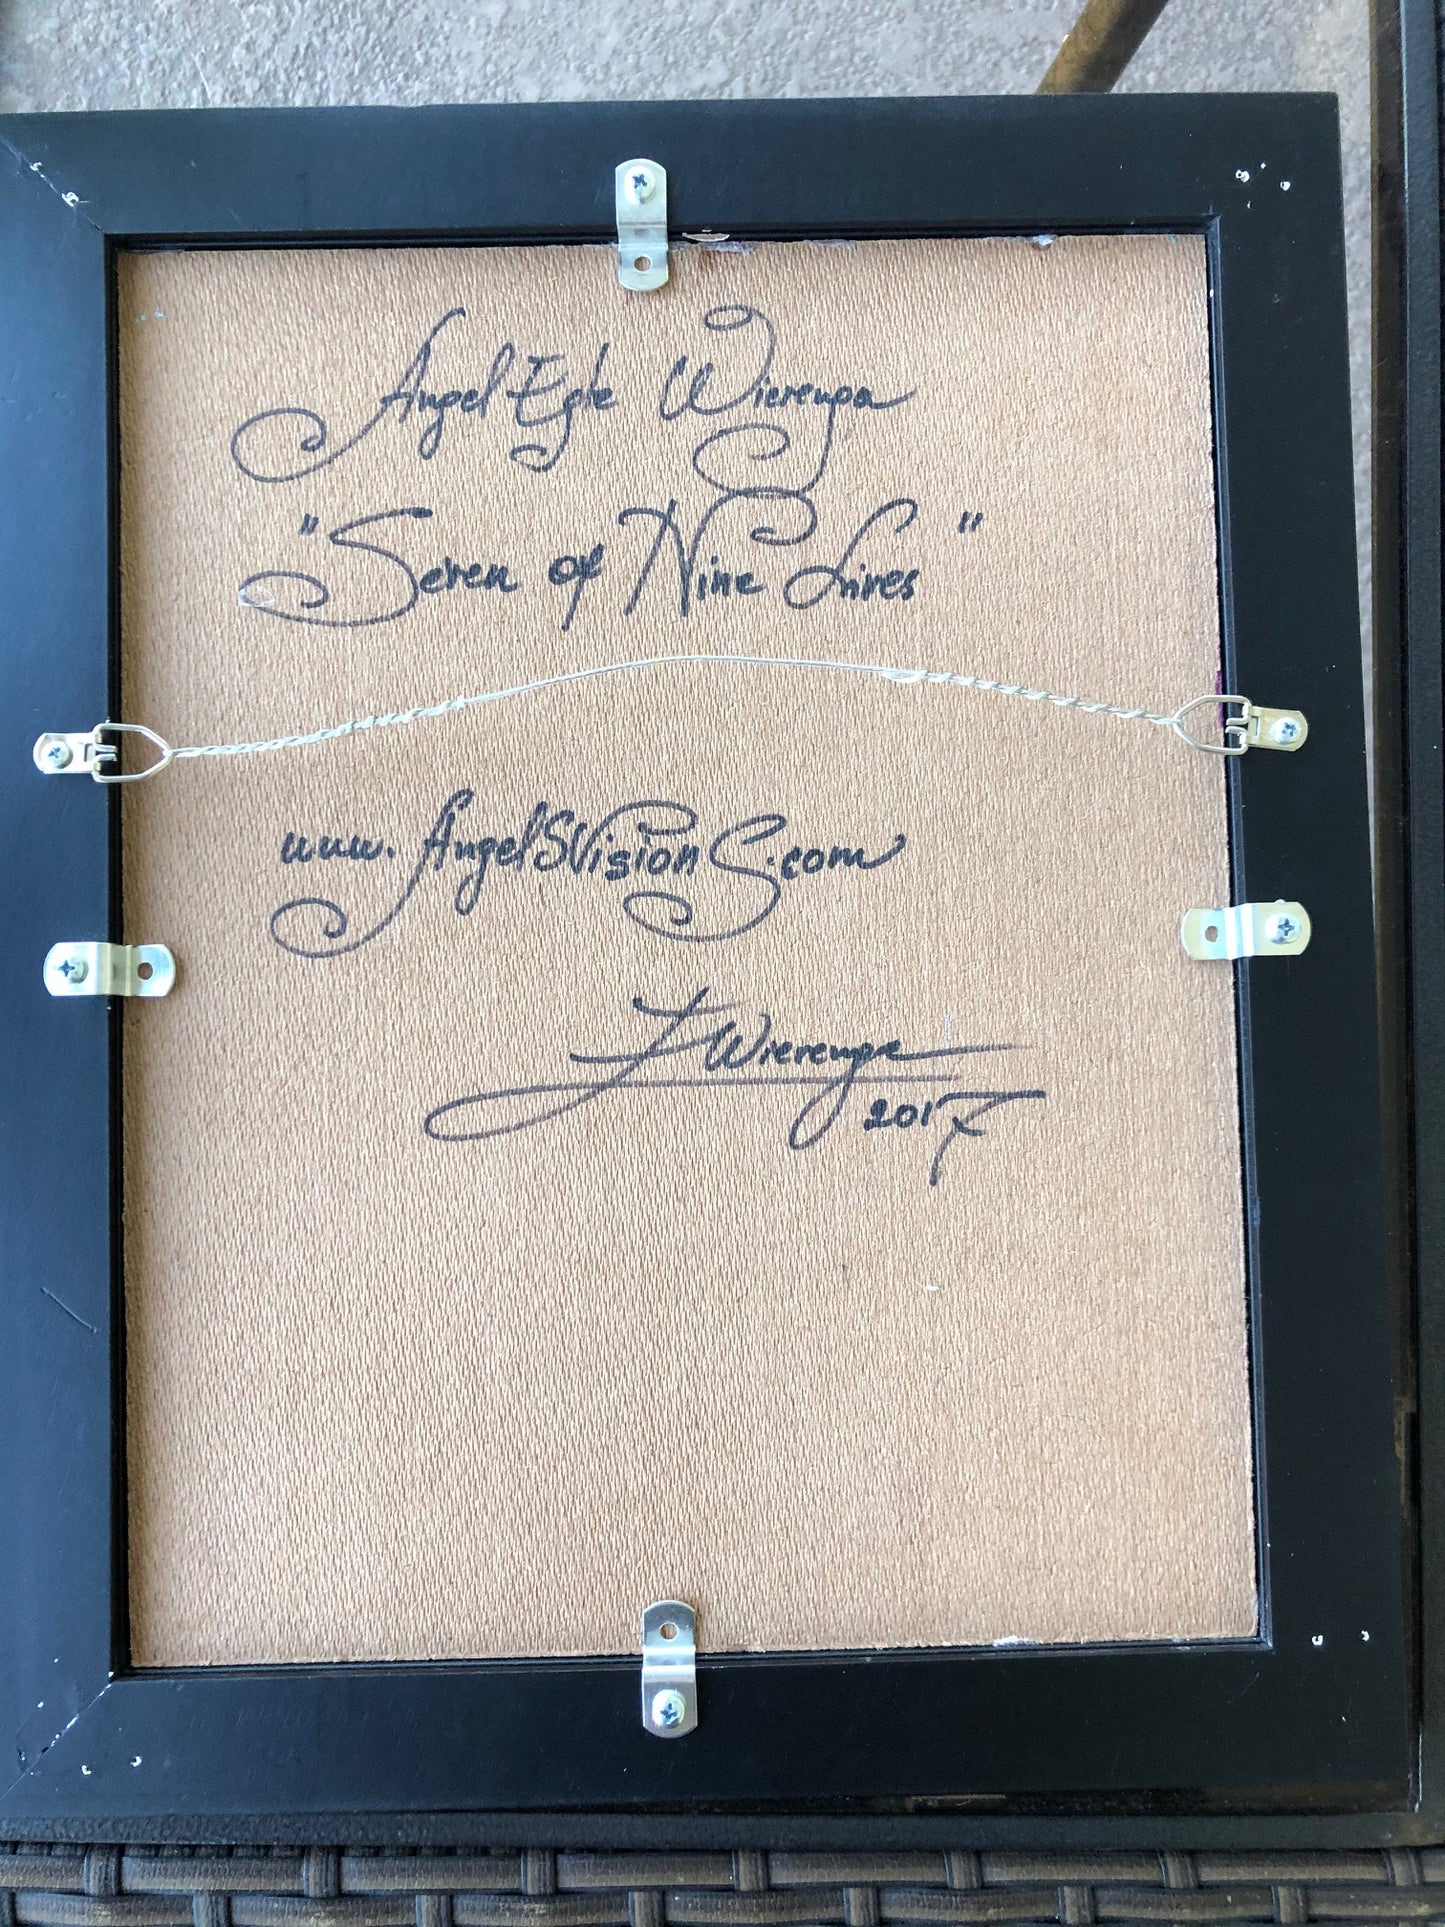 Angel Egle Wierenga
"Seven of Nine Lives"
www.AngelSVisionS.com
Wierenga
2017